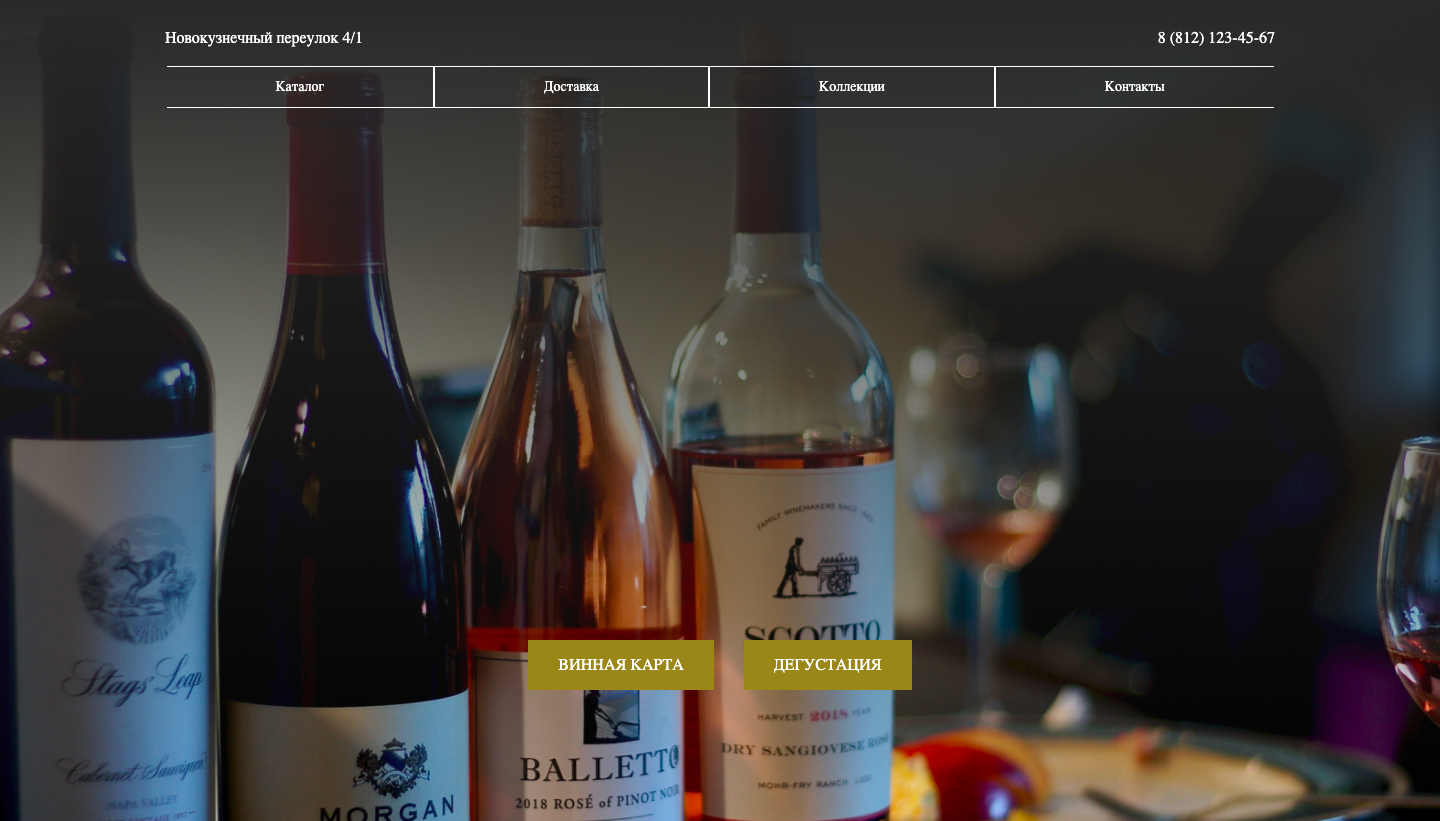 Новокузнечный переулок 4/1
8 (812) 123-45-67
Каталог
Доставка
Коллекции
Контакты
FAMILY WINEMAKERS SINCE
SCOTTO
ВИННАЯ КАРТА
ДЕГУСТАЦИЯ
Stags' Leap
HARVEST 2018 YEAR
DRY SANGIOVESE ROSÉ
BALLETTO
Cabernet Sauvignon
MOHR-FRY RANCH LODI
NAPA VALLEY
2018 ROSÉ of PINOT NOIR
MORGAN